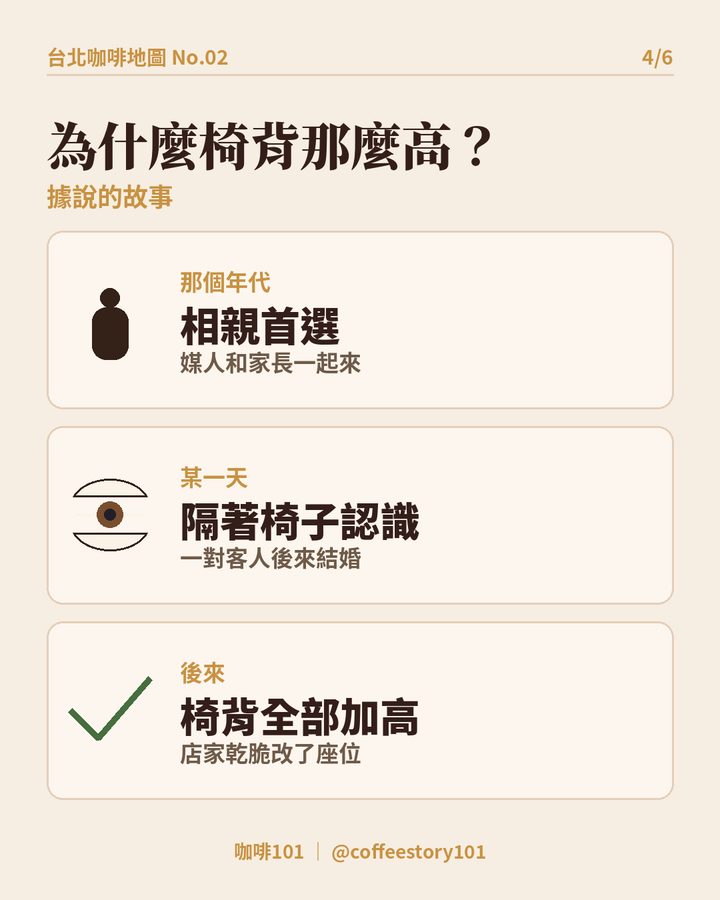 台北咖啡地圖 No.02
4/6
為什麼椅背那麼高？
據說的故事
那個年代
相親首選
媒人和家長一起來
某一天
隔著椅子認識
一對客人後來結婚
後來
椅背全部加高
店家乾脆改了座位
咖啡101｜@coffeestory101